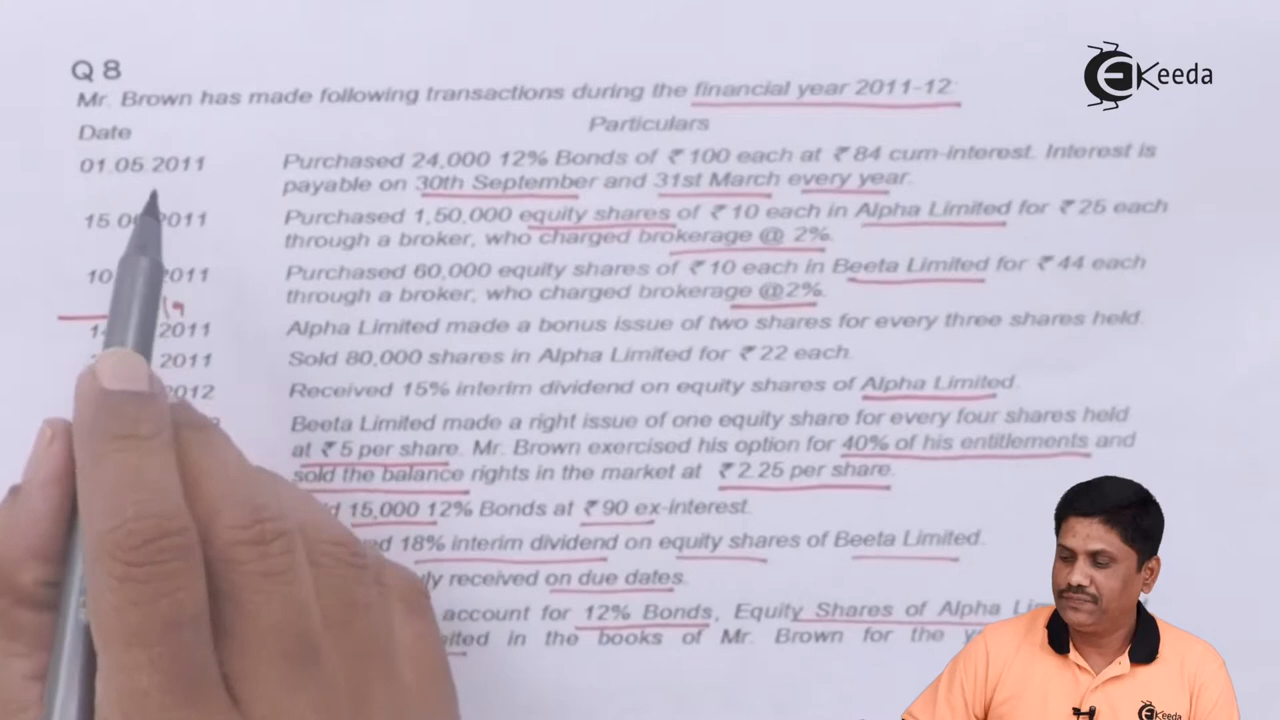 Q 8
Keeda
Mr. Brown has made following transactions during the financial year 2011-12:
Date Particulars
01.05.2011 Purchased 24,000 12% Bonds of ₹ 100 each at ₹ 84 cum-interest. Interest is
payable on 30th September and 31st March every year.
15 2011 Purchased 1,50,000 equity shares of ₹ 10 each in Alpha Limited for ₹ 25 each
through a broker, who charged brokerage @ 2%.
10 2011 Purchased 60,000 equity shares of ₹ 10 each in Beeta Limited for ₹ 44 each
through a broker, who charged brokerage @2%.
2011 Alpha Limited made a bonus issue of two shares for every three shares held.
2011 Sold 80,000 shares in Alpha Limited for ₹ 22 each.
2012 Received 15% interim dividend on equity shares of Alpha Limited.
Beeta Limited made a right issue of one equity share for every four shares held
at ₹ 5 per share. Mr. Brown exercised his option for 40% of his entitlements and
sold the balance rights in the market at ₹ 2.25 per share.
15,000 12% Bonds at ₹ 90 ex-interest.
18% interim dividend on equity shares of Beeta Limited.
received on due dates.
account for 12% Bonds, Equity Shares of Alpha
in the books of Mr. Brown for the
Keeda